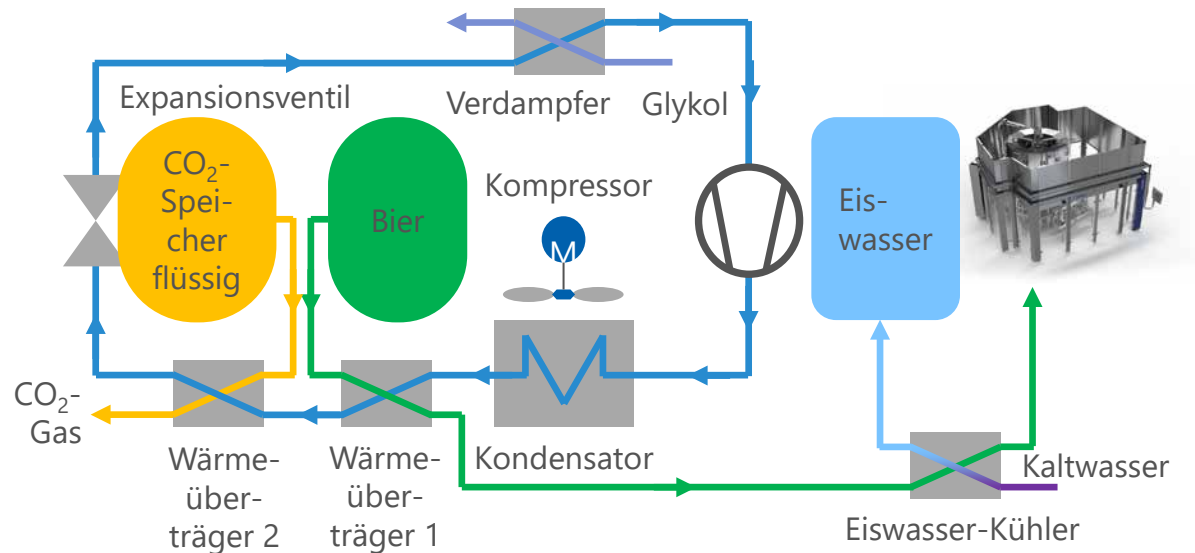 Expansionsventil
Verdampfer
Glykol
CO₂-
Spei-
cher
flüssig
Bier
Kompressor
M
Eis-
wasser
CO₂-
Gas
Wärme-
über-
träger 2
Wärme-
über-
träger 1
Kondensator
Kaltwasser
Eiswasser-Kühler